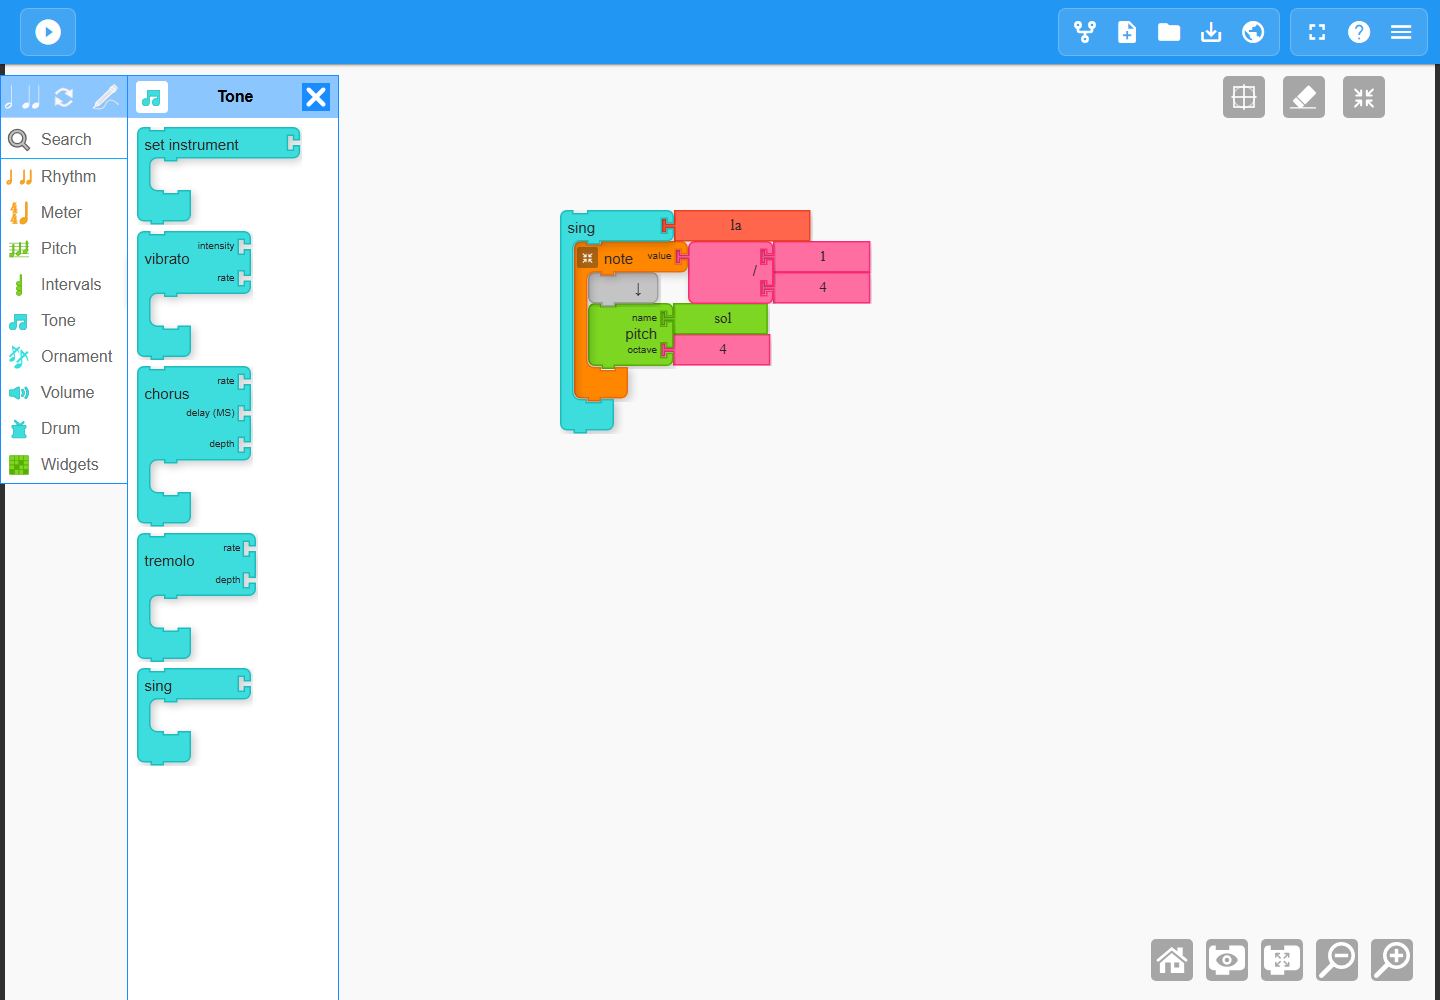 Tone
Search
Rhythm
Meter
Pitch
Intervals
Tone
Ornament
Volume
Drum
Widgets
set instrument
intensity
vibrato
rate
rate
chorus
delay (MS)
depth
rate
tremolo
depth
sing
sing
la
note
value
/
1
4
↓
name
sol
pitch
octave
4